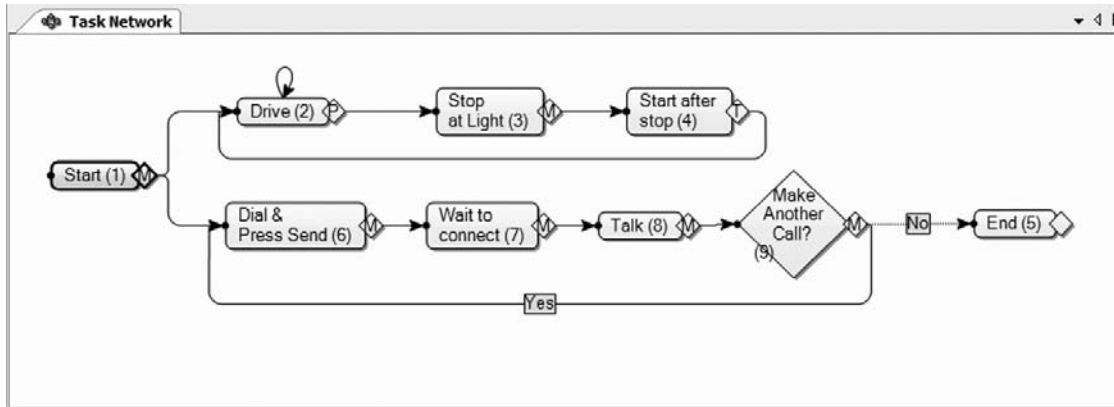 Task Network
Drive (2)
P
Stop
at Light (3)
M
Start after
stop (4)
T
Start (1)
M
Dial &
Press Send (6)
M
Wait to
connect (7)
M
Talk (8)
M
Make
Another
Call?
(9)
M
No
End (5)
Yes